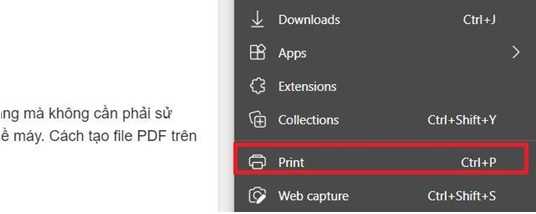 Downloads Ctrl+J
Apps
Extensions
ng mà không cần phải sử
Collections Ctrl+Shift+Y
ề máy. Cách tạo file PDF trên
Print Ctrl+P
Web capture Ctrl+Shift+S